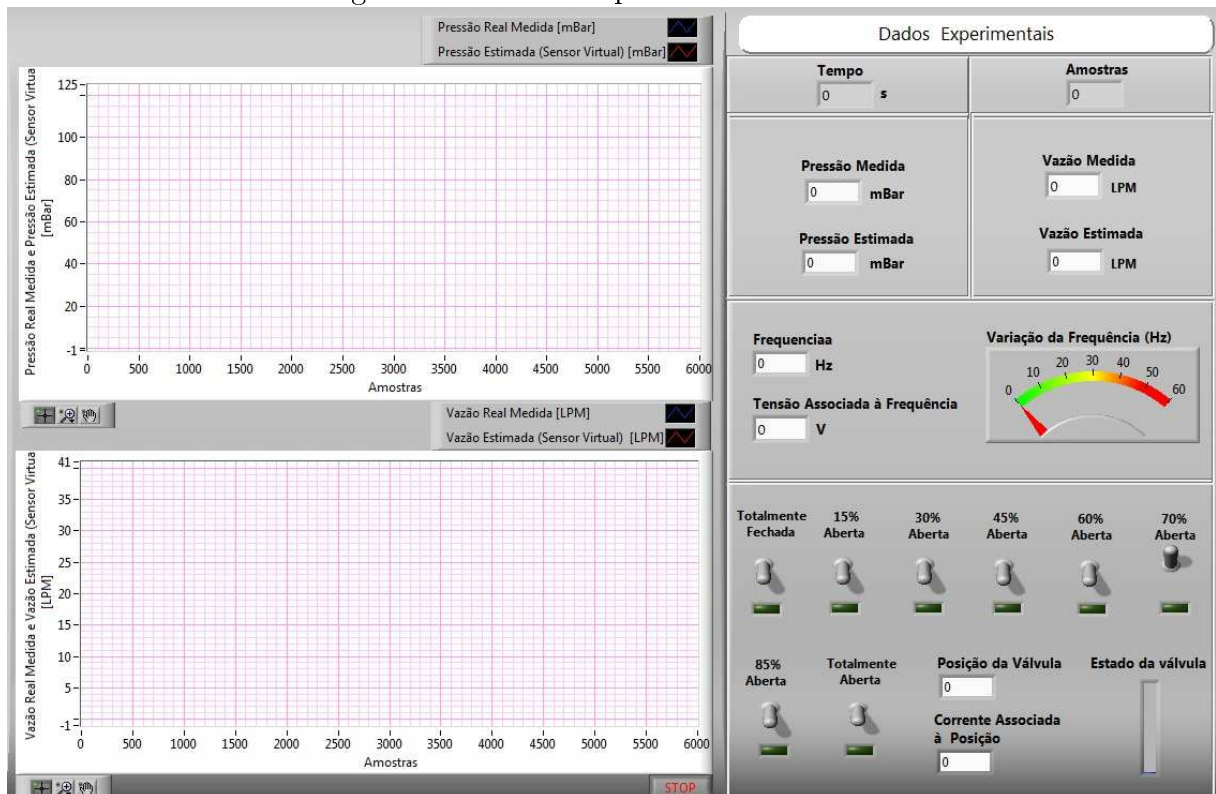 Pressão Real Medida [mBar]
Pressão Estimada (Sensor Virtual) [mBar]
Pressão Real Medida e Pressão Estimada (Sensor Virtua
[mBar]
125
100
80
60
40
20
-1
0 500 1000 1500 2000 2500 3000 3500 4000 4500 5000 5500 6000
Amostras
Vazão Real Medida [LPM]
Vazão Estimada (Sensor Virtual) [LPM]
Vazão Real Medida e Vazão Estimada (Sensor Virtua
[LPM]
41
35
30
25
20
15
10
5
-1
0 500 1000 1500 2000 2500 3000 3500 4000 4500 5000 5500 6000
Amostras
STOP
Dados Experimentais
Tempo
0 s
Amostras
0
Pressão Medida
0 mBar
Pressão Estimada
0 mBar
Vazão Medida
0 LPM
Vazão Estimada
0 LPM
Frequenciaa
0 Hz
Tensão Associada à Frequência
0 V
Variação da Frequência (Hz)
0 10 20 30 40 50 60
Totalmente
Fechada
15%
Aberta
30%
Aberta
45%
Aberta
60%
Aberta
70%
Aberta
85%
Aberta
Totalmente
Aberta
Posição da Válvula
0
Corrente Associada
à Posição
0
Estado da válvula